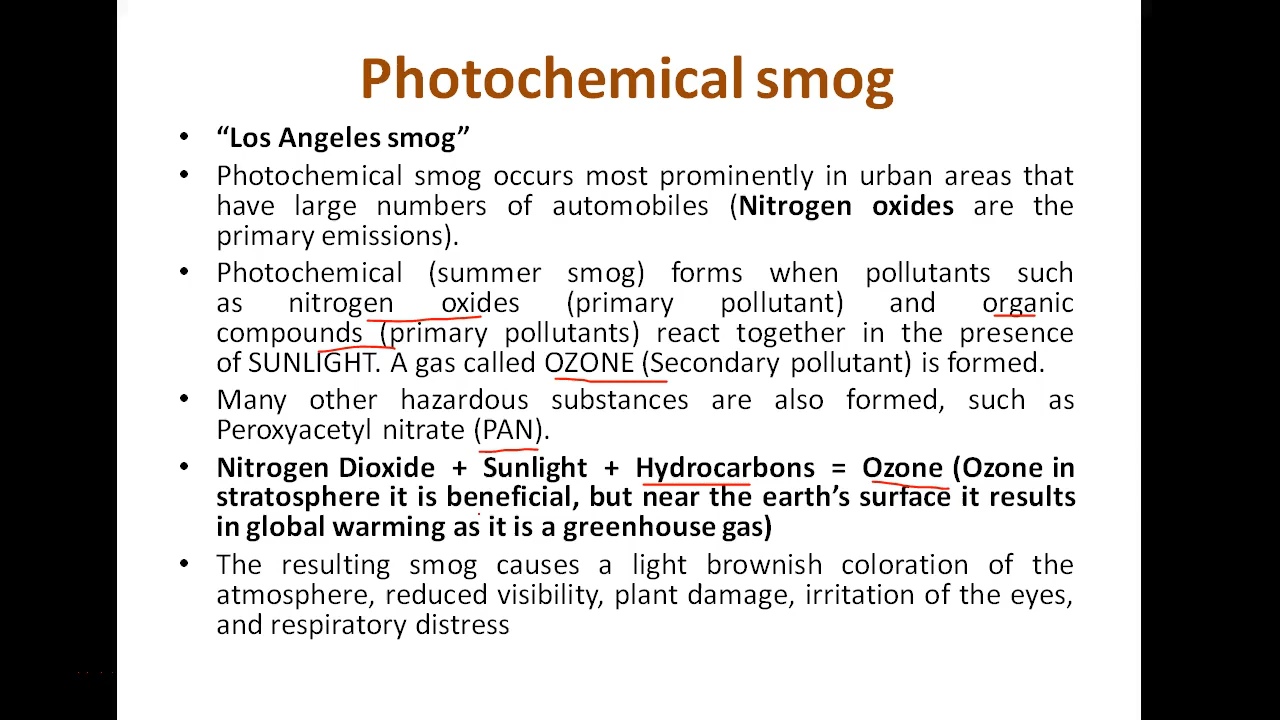 Photochemical smog
• “Los Angeles smog”
• Photochemical smog occurs most prominently in urban areas that
have large numbers of automobiles (Nitrogen oxides are the
primary emissions).
• Photochemical (summer smog) forms when pollutants such
as nitrogen oxides (primary pollutant) and organic
compounds (primary pollutants) react together in the presence
of SUNLIGHT. A gas called OZONE (Secondary pollutant) is formed.
• Many other hazardous substances are also formed, such as
Peroxyacetyl nitrate (PAN).
• Nitrogen Dioxide + Sunlight + Hydrocarbons = Ozone (Ozone in
stratosphere it is beneficial, but near the earth’s surface it results
in global warming as it is a greenhouse gas)
• The resulting smog causes a light brownish coloration of the
atmosphere, reduced visibility, plant damage, irritation of the eyes,
and respiratory distress